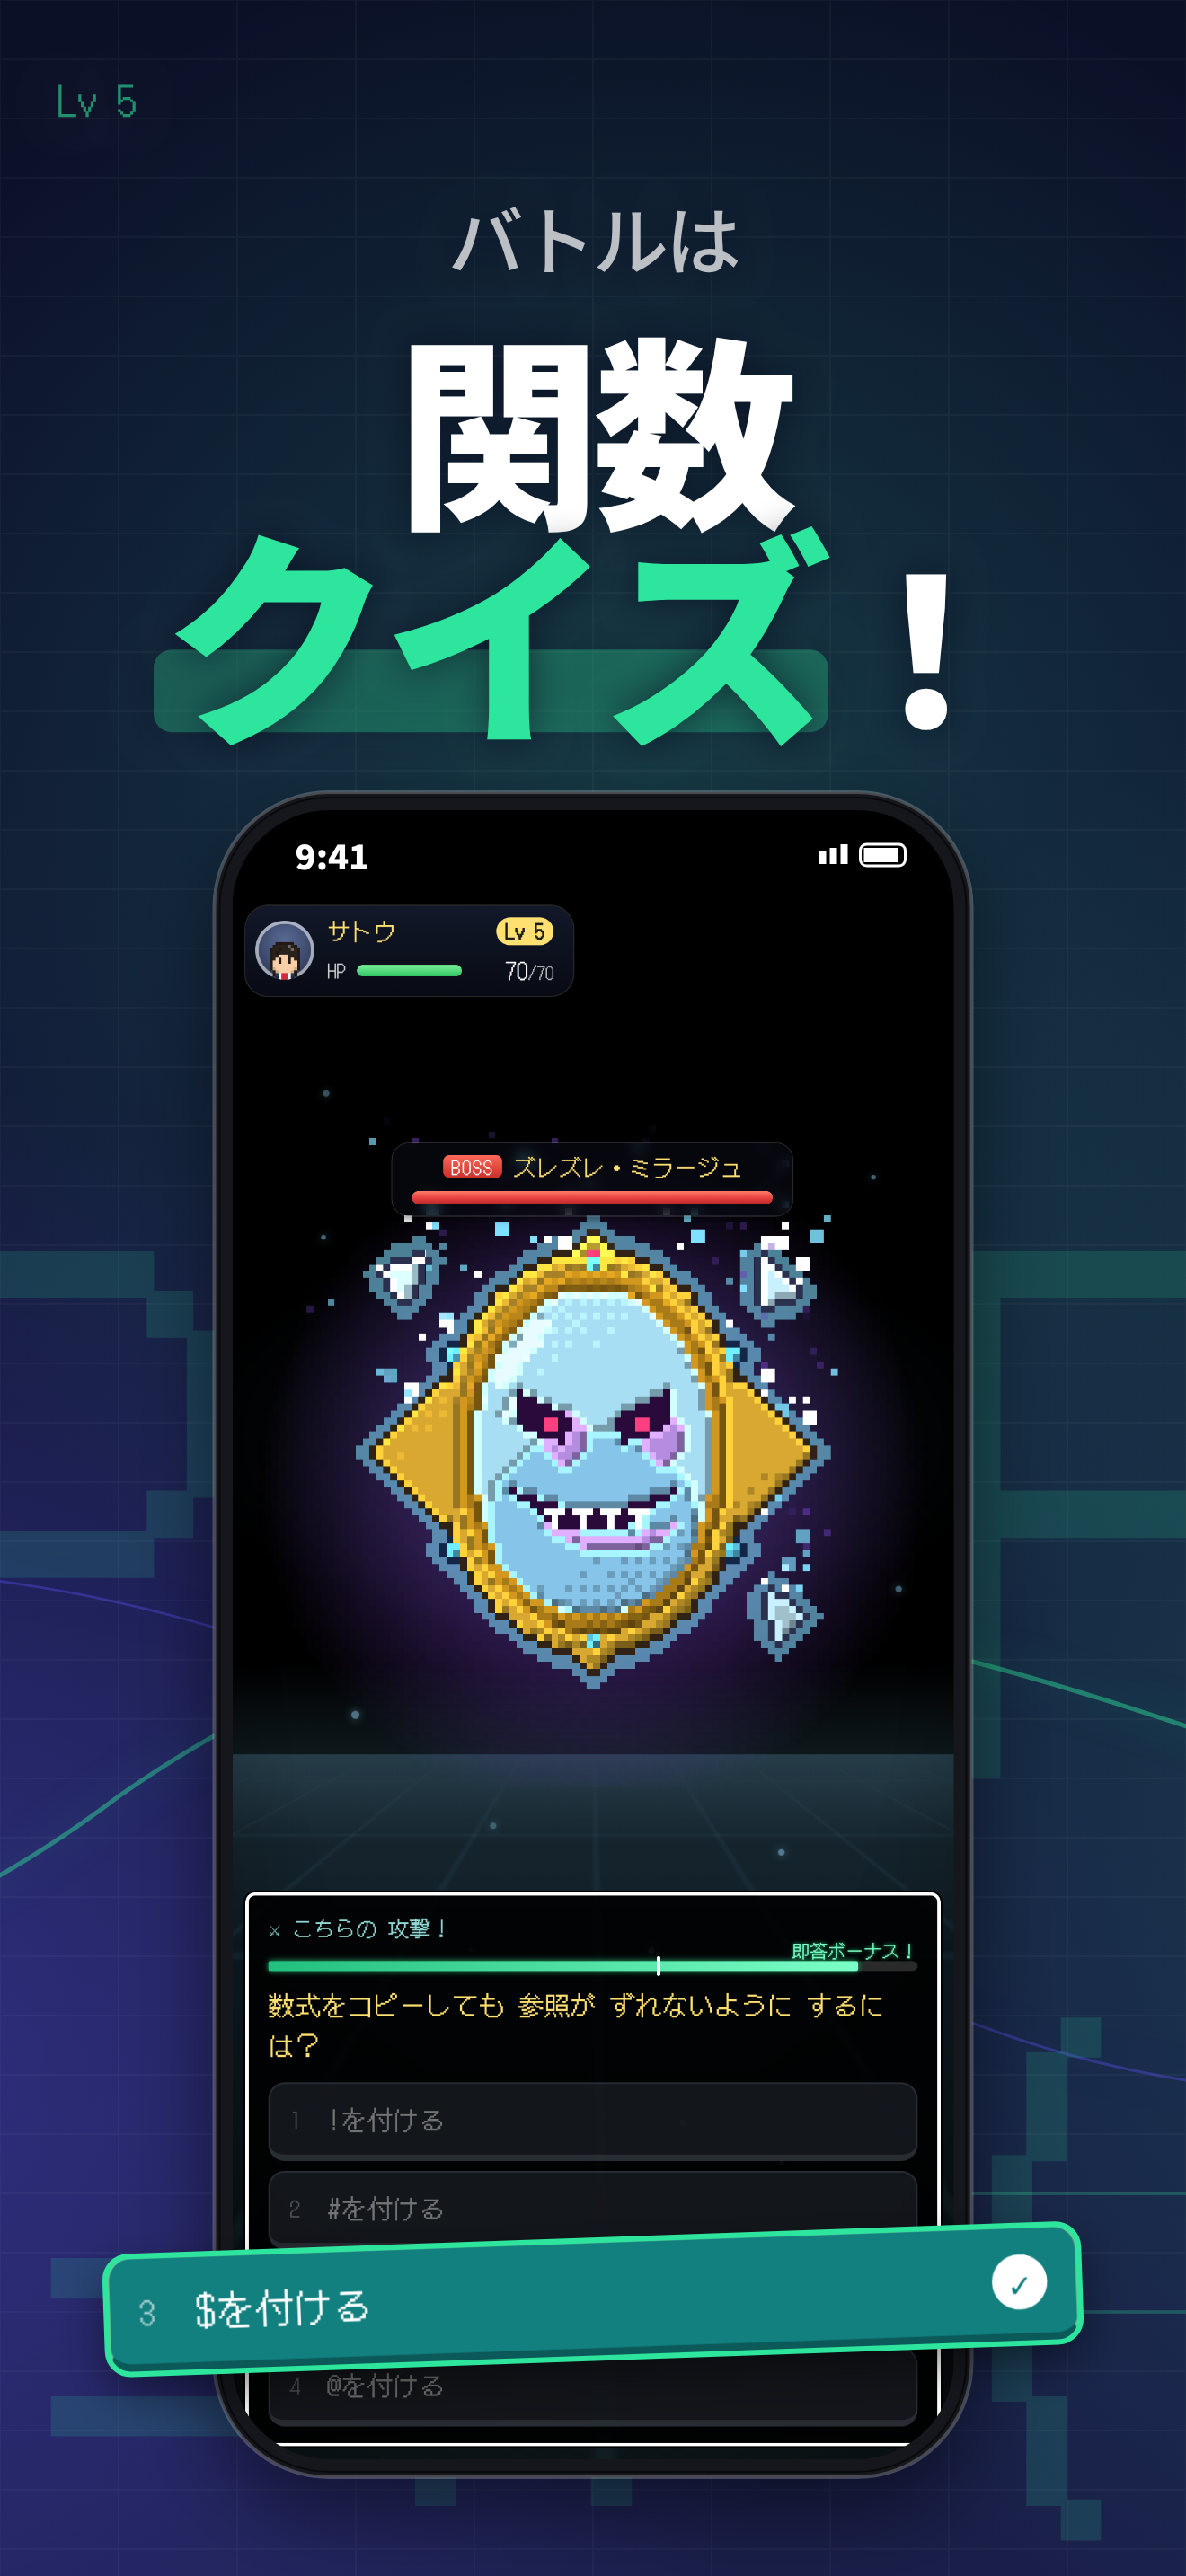 Lv 5
バトルは
関数
クイズ！
9:41
サトウ Lv 5
HP 70/70
BOSS ズレズレ・ミラージュ
⚔ こちらの 攻撃！
即答ボーナス！
数式をコピーしても 参照が ずれないように するに
は？
1 !を付ける
2 #を付ける
3 $を付ける ✓
4 @を付ける